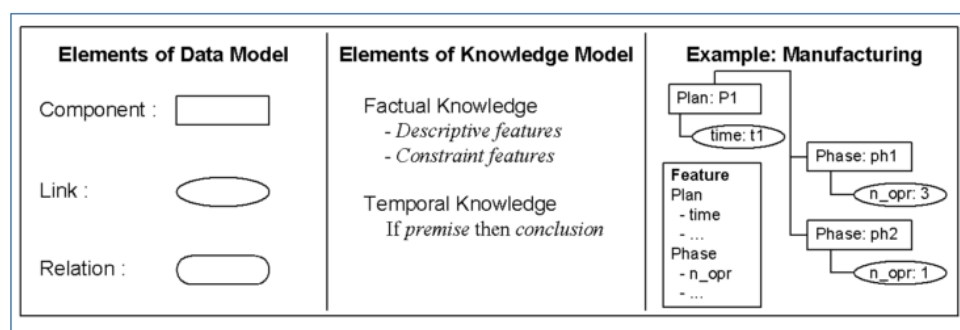 Elements of Data Model
Component :
Link :
Relation :
Elements of Knowledge Model
Factual Knowledge
- Descriptive features
- Constraint features
Temporal Knowledge
If premise then conclusion
Example: Manufacturing
Plan: P1
time: t1
Phase: ph1
n_opr: 3
Phase: ph2
n_opr: 1
Feature
Plan
- time
- ...
Phase
- n_opr
- ...